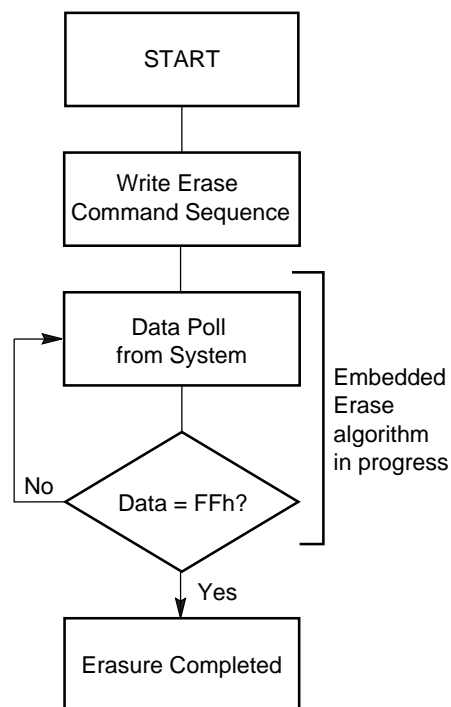 START
Write Erase
Command Sequence
Data Poll
from System
Embedded
Erase
algorithm
in progress
No
Data = FFh?
Yes
Erasure Completed